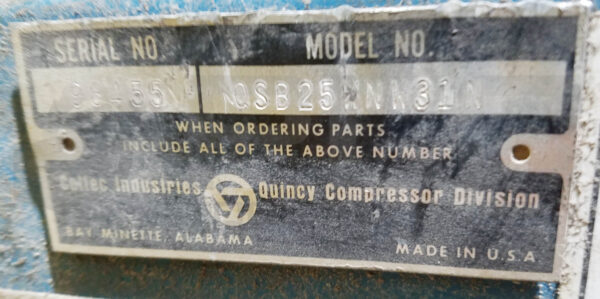 SERIAL NO. MODEL NO.
QSB25ANA31A
WHEN ORDERING PARTS
INCLUDE ALL OF THE ABOVE NUMBER
Coltec Industries Quincy Compressor Division
BAY MINETTE, ALABAMA MADE IN U.S.A